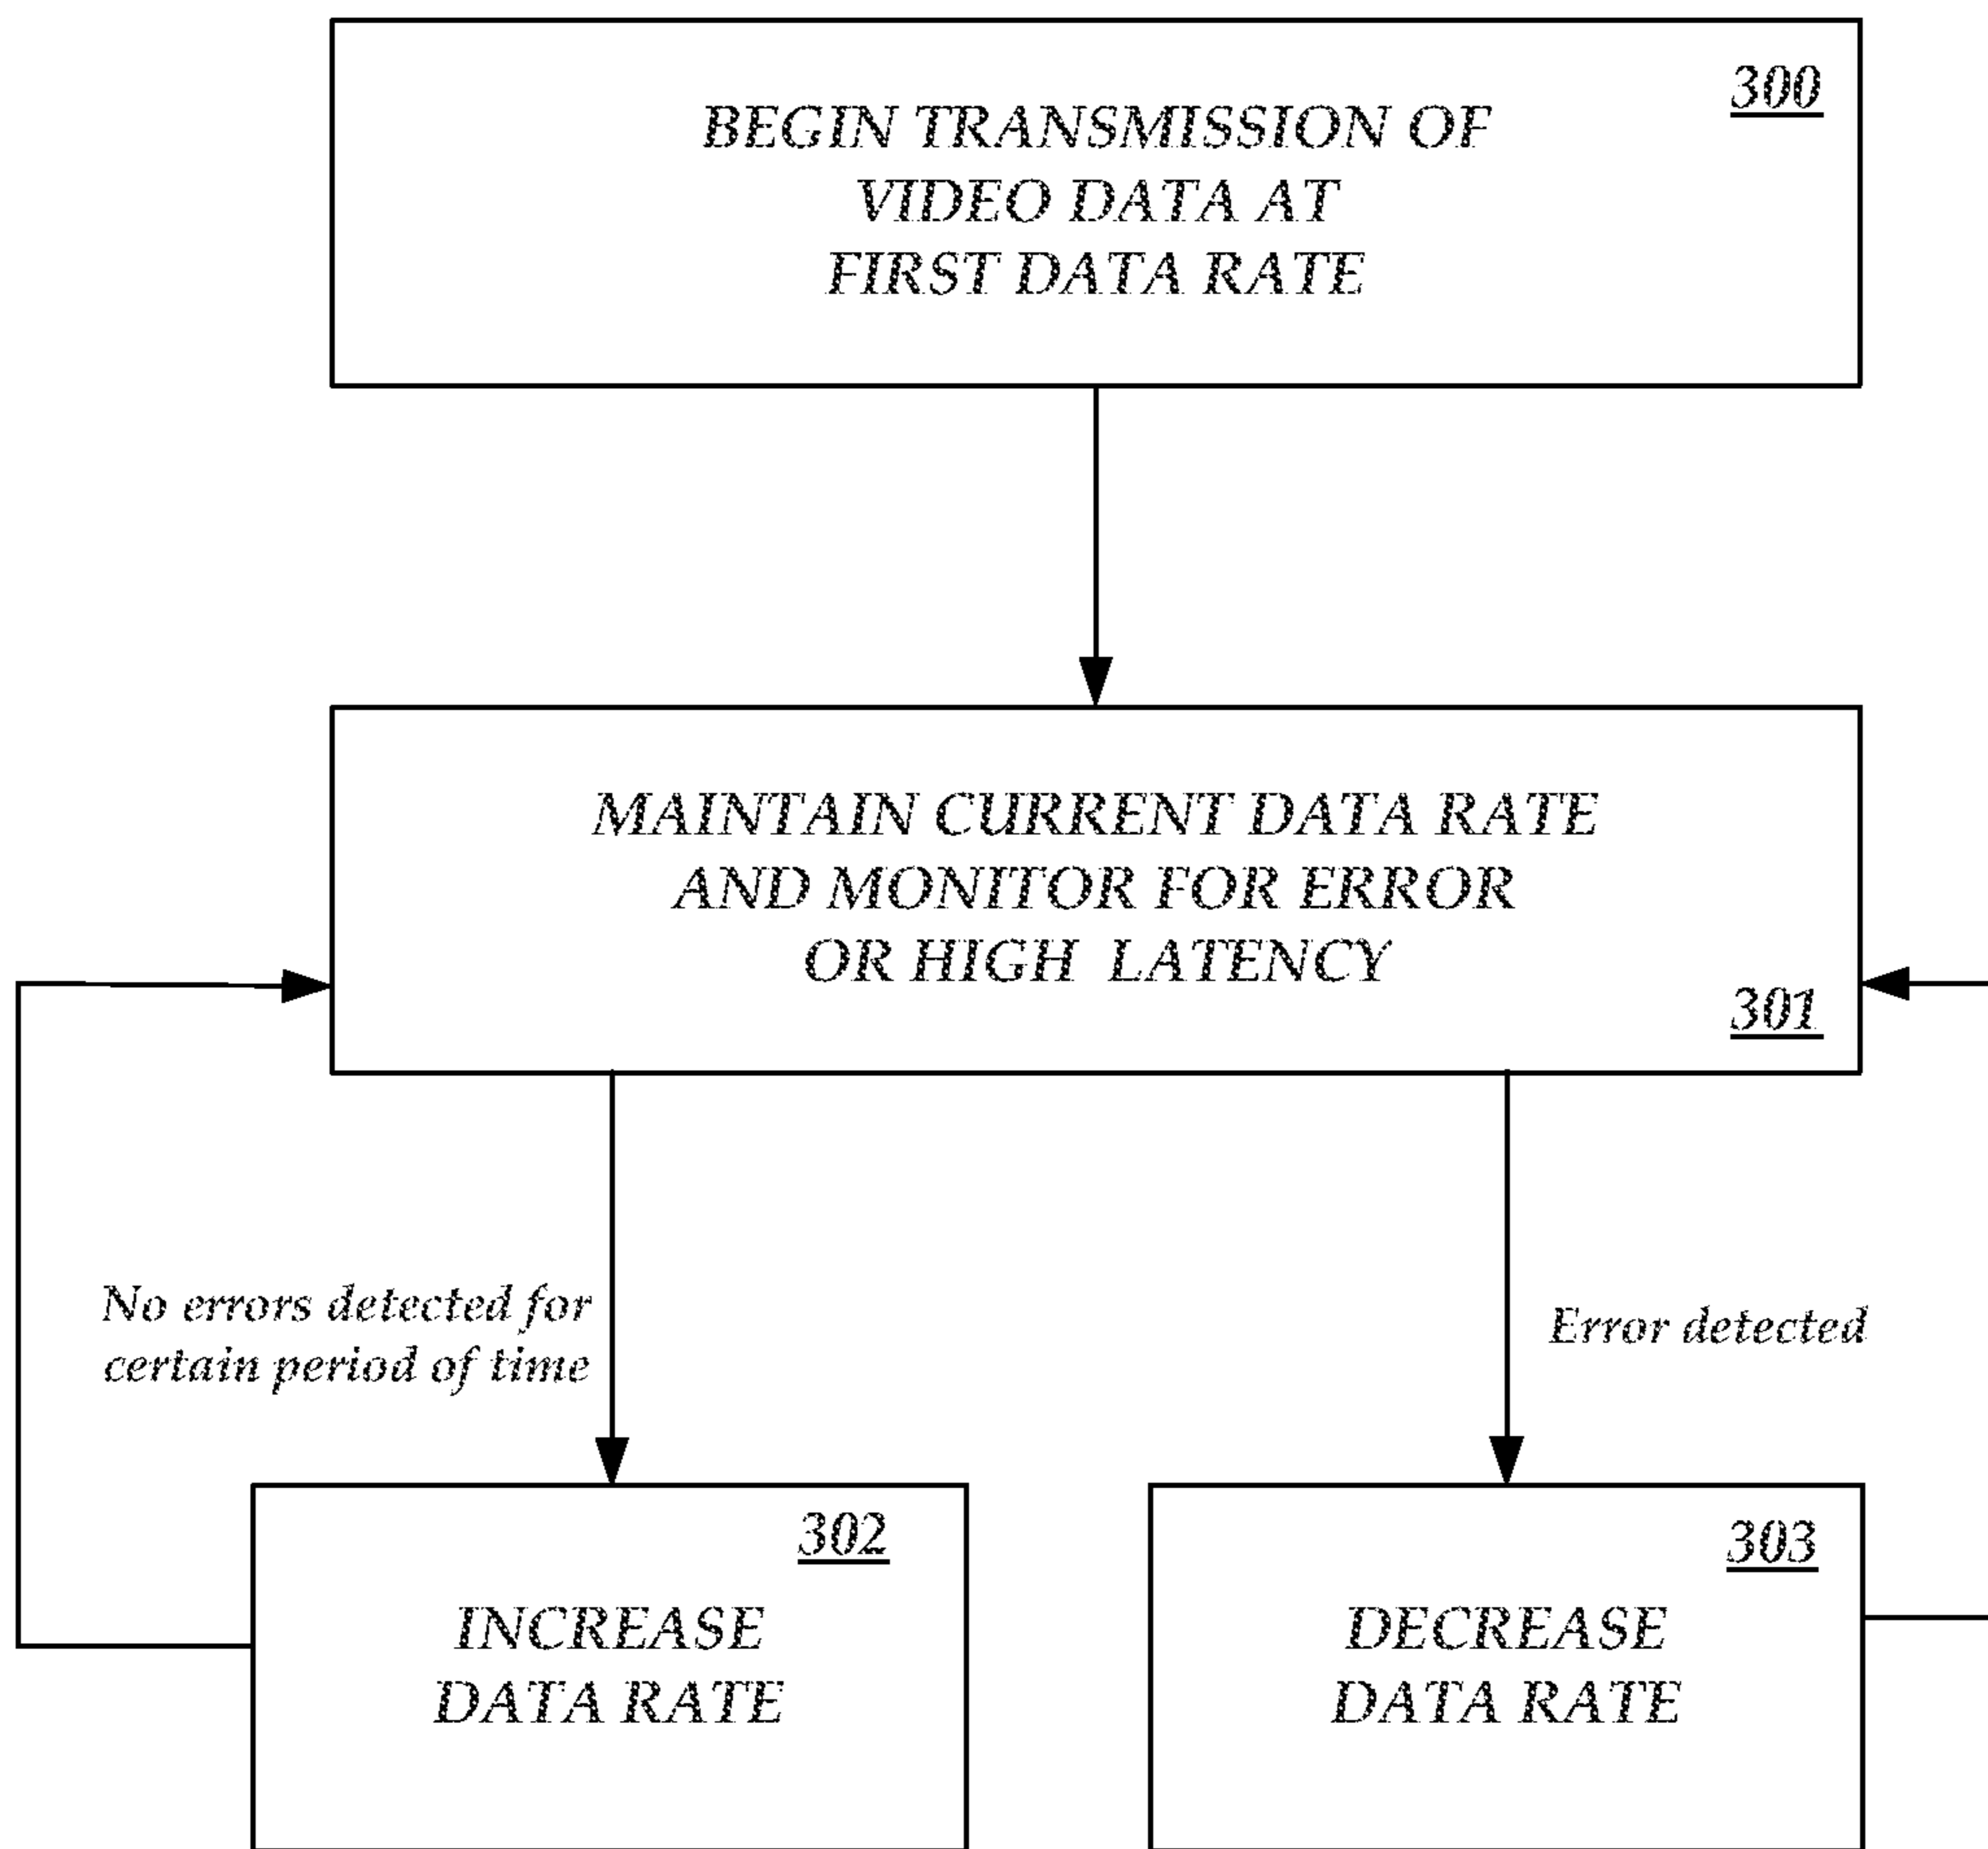 300
BEGIN TRANSMISSION OF
VIDEO DATA AT
FIRST DATA RATE
MAINTAIN CURRENT DATA RATE
AND MONITOR FOR ERROR
OR HIGH LATENCY
301
No errors detected for
certain period of time
Error detected
302
INCREASE
DATA RATE
303
DECREASE
DATA RATE